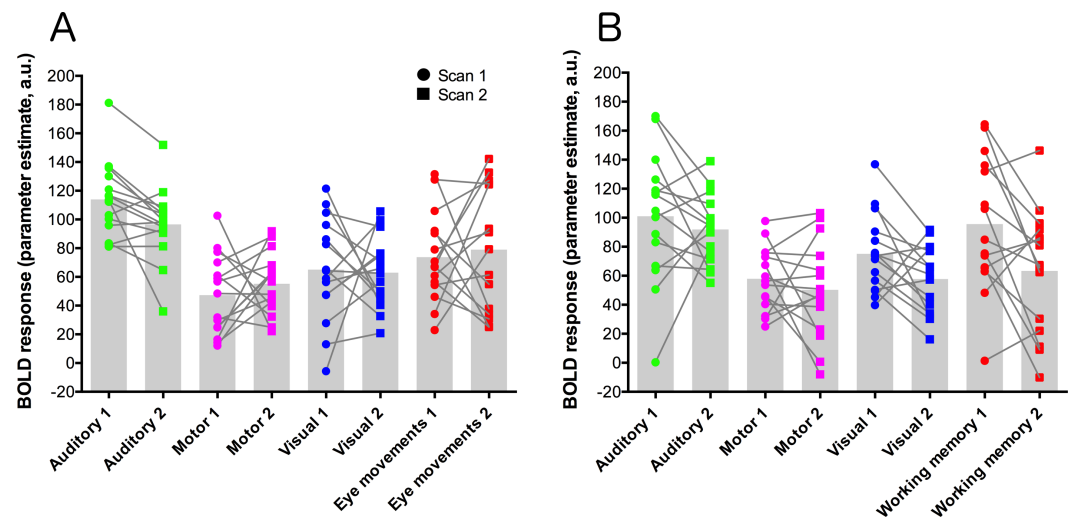 A
BOLD response (parameter estimate, a.u.)
200
180
160
140
120
100
80
60
40
20
0
-20
Scan 1
Scan 2
Auditory 1
Auditory 2
Motor 1
Motor 2
Visual 1
Visual 2
Eye movements 1
Eye movements 2
B
BOLD response (parameter estimate, a.u.)
200
180
160
140
120
100
80
60
40
20
0
-20
Auditory 1
Auditory 2
Motor 1
Motor 2
Visual 1
Visual 2
Working memory 1
Working memory 2